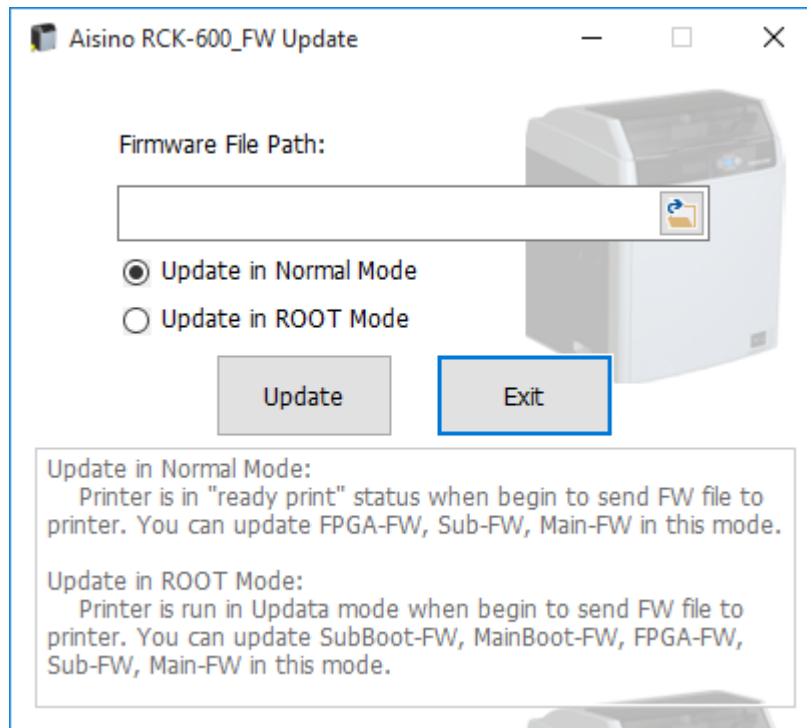 Aisino RCK-600_FW Update
Firmware File Path:
Update in Normal Mode
Update in ROOT Mode
Update
Exit
Update in Normal Mode:
Printer is in "ready print" status when begin to send FW file to
printer. You can update FPGA-FW, Sub-FW, Main-FW in this mode.
Update in ROOT Mode:
Printer is run in Updata mode when begin to send FW file to
printer. You can update SubBoot-FW, MainBoot-FW, FPGA-FW,
Sub-FW, Main-FW in this mode.